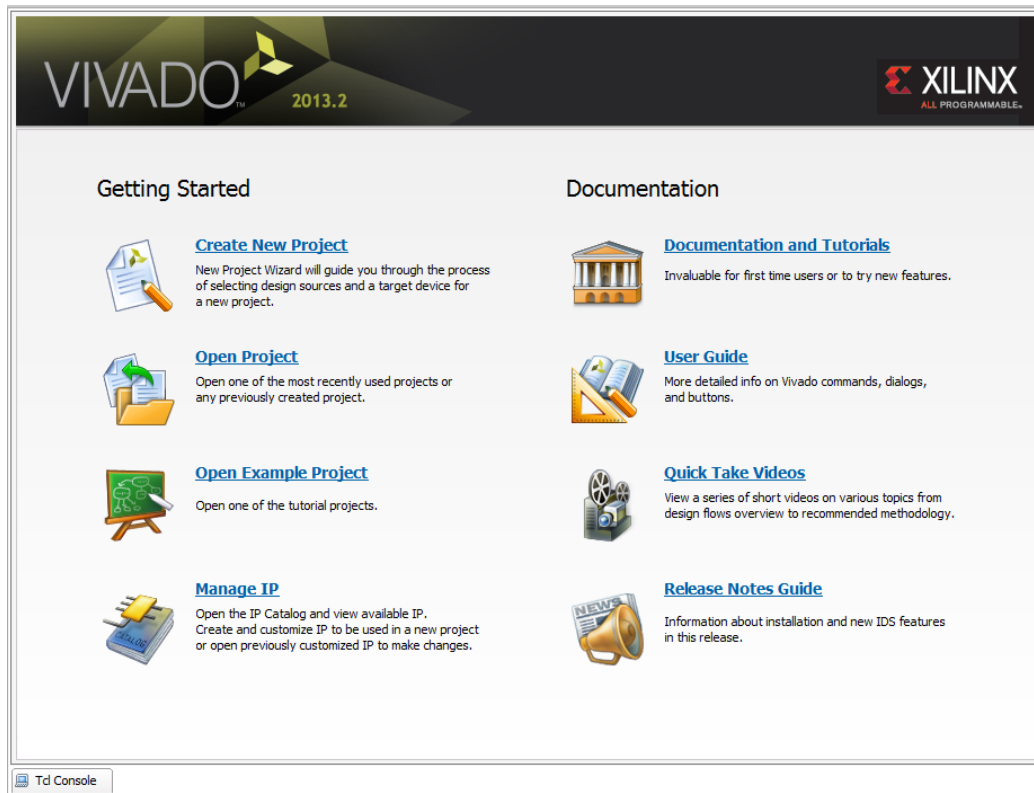 VIVADO™
2013.2
XILINX
ALL PROGRAMMABLE™
Getting Started
Create New Project
New Project Wizard will guide you through the process
of selecting design sources and a target device for
a new project.
Open Project
Open one of the most recently used projects or
any previously created project.
Open Example Project
Open one of the tutorial projects.
Manage IP
Open the IP Catalog and view available IP.
Create and customize IP to be used in a new project
or open previously customized IP to make changes.
CATALOG
Documentation
Documentation and Tutorials
Invaluable for first time users or to try new features.
User Guide
More detailed info on Vivado commands, dialogs,
and buttons.
Quick Take Videos
View a series of short videos on various topics from
design flows overview to recommended methodology.
Release Notes Guide
NEWS
Information about installation and new IDS features
in this release.
Tcl Console